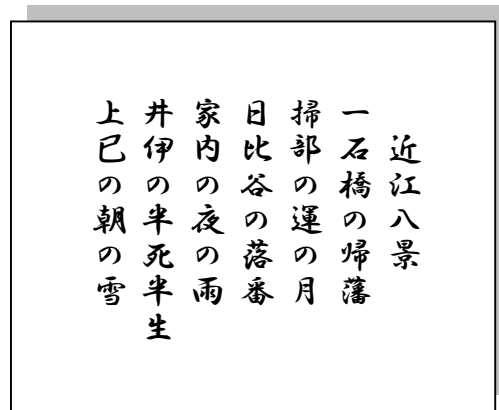 近江八景
一石橋の帰藩
掃部の運の月
日比谷の落番
家内の夜の雨
井伊の半死半生
上巳の朝の雪